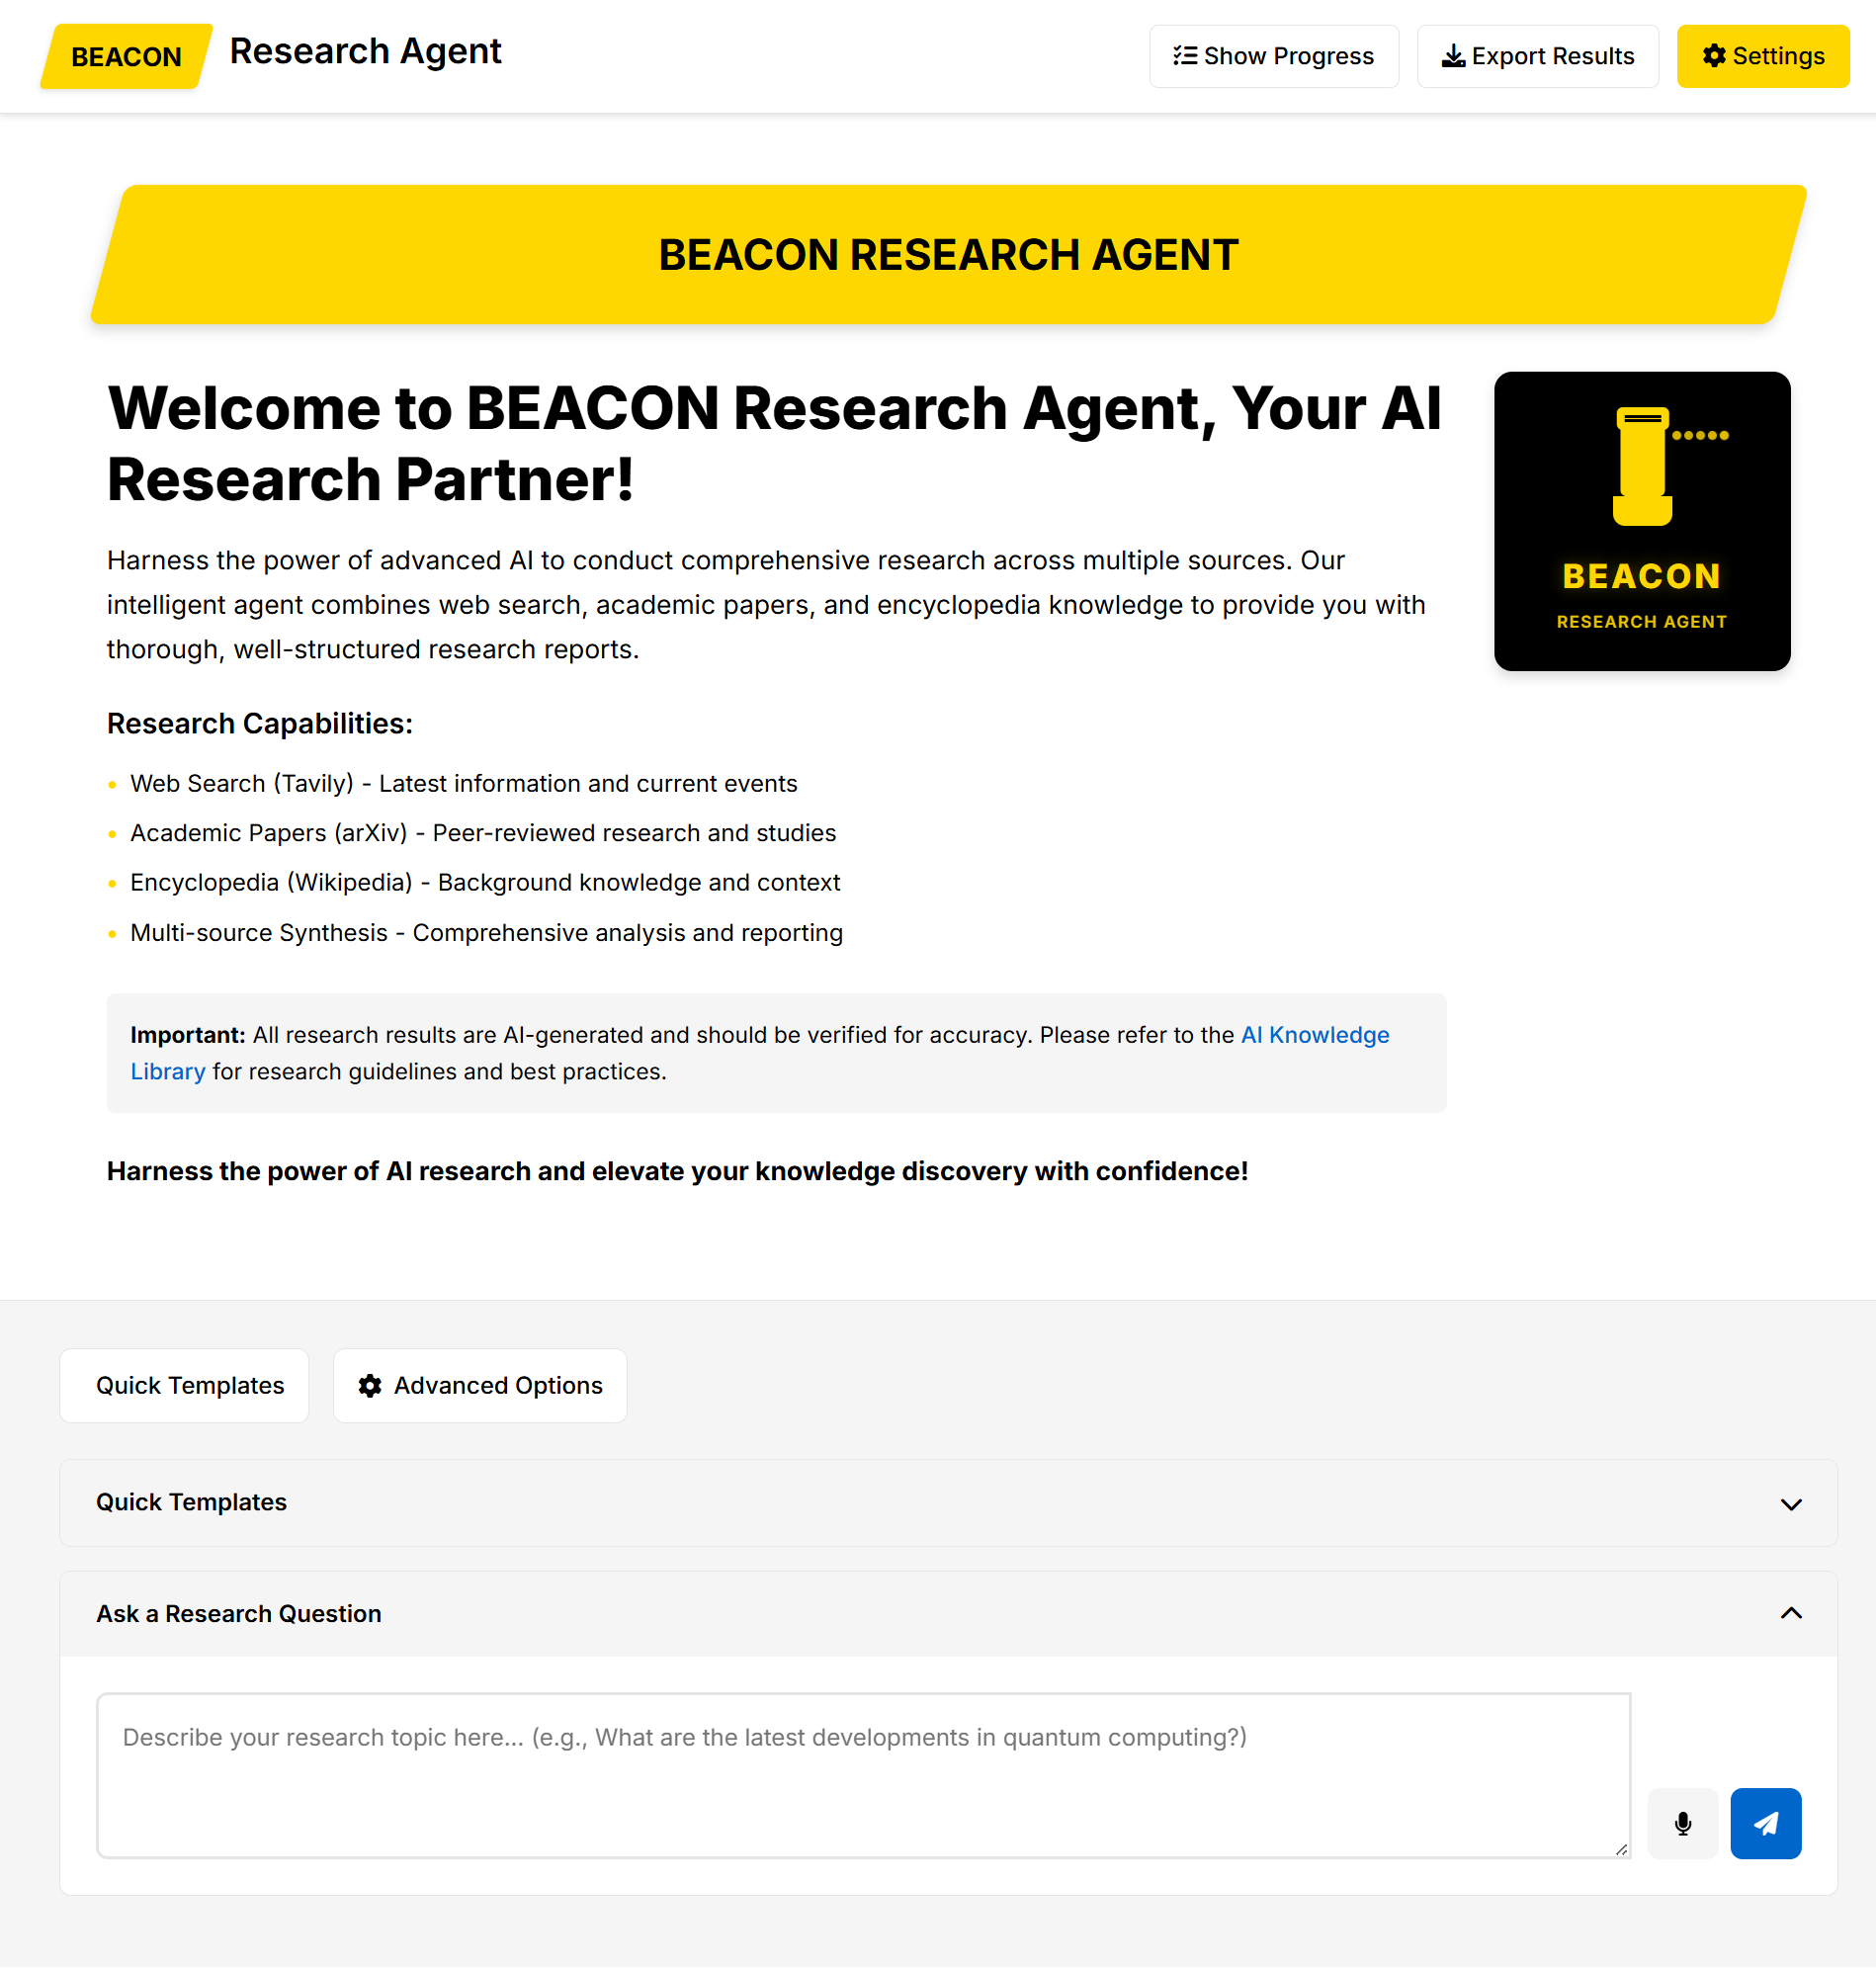 BEACON
Research Agent
Show Progress
Export Results
Settings
BEACON RESEARCH AGENT
Welcome to BEACON Research Agent, Your AI
Research Partner!
Harness the power of advanced AI to conduct comprehensive research across multiple sources. Our
intelligent agent combines web search, academic papers, and encyclopedia knowledge to provide you with
thorough, well-structured research reports.
BEACON
RESEARCH AGENT
Research Capabilities:
• Web Search (Tavily) - Latest information and current events
• Academic Papers (arXiv) - Peer-reviewed research and studies
• Encyclopedia (Wikipedia) - Background knowledge and context
• Multi-source Synthesis - Comprehensive analysis and reporting
Important: All research results are AI-generated and should be verified for accuracy. Please refer to the AI Knowledge
Library for research guidelines and best practices.
Harness the power of AI research and elevate your knowledge discovery with confidence!
Quick Templates
Advanced Options
Quick Templates
Ask a Research Question
Describe your research topic here... (e.g., What are the latest developments in quantum computing?)